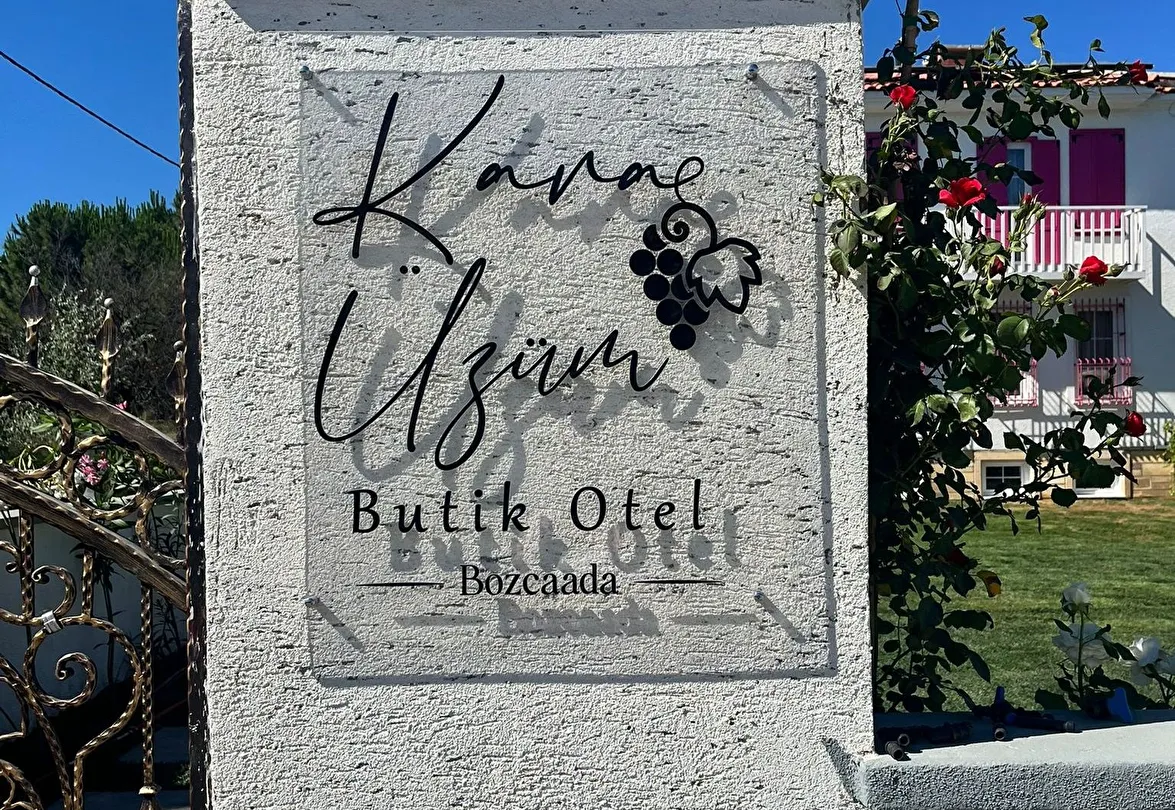 Kara
Üzüm
Butik Otel
Bozcaada